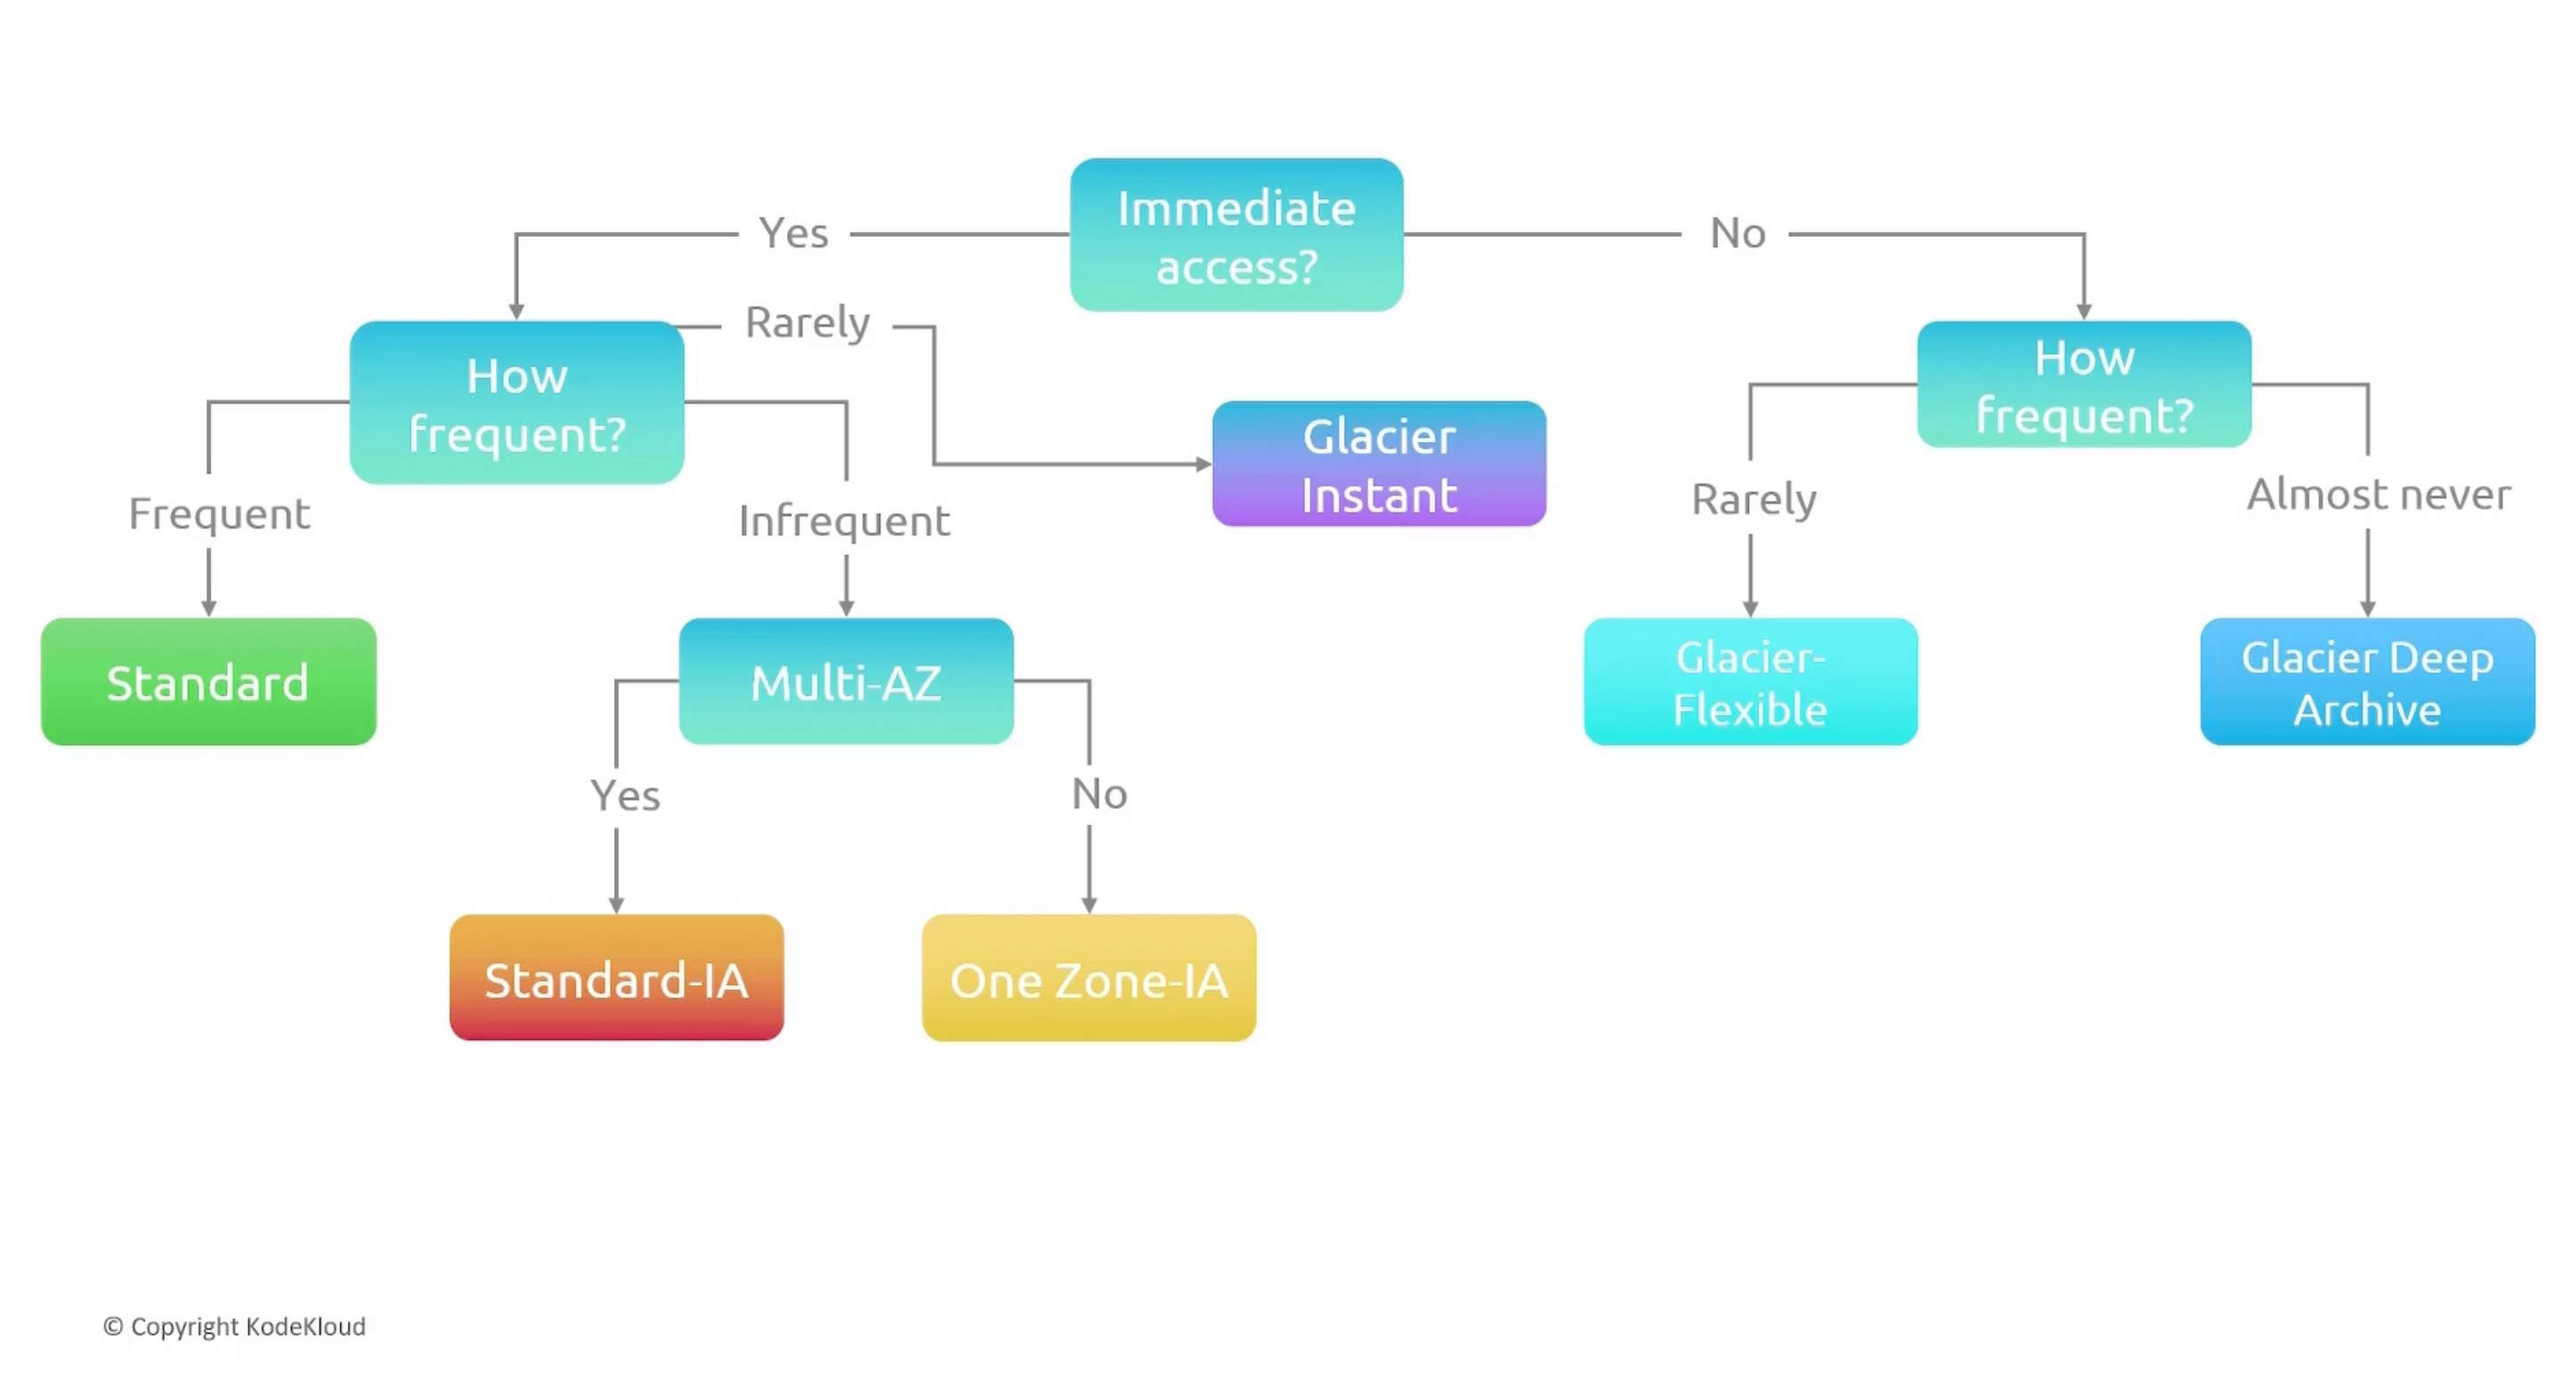 Immediate
access?
Yes
No
Rarely
How
frequent?
How
frequent?
Glacier
Instant
Frequent
Infrequent
Rarely
Almost never
Standard
Multi-AZ
Glacier-
Flexible
Glacier Deep
Archive
Yes
No
Standard-IA
One Zone-IA
© Copyright KodeKloud